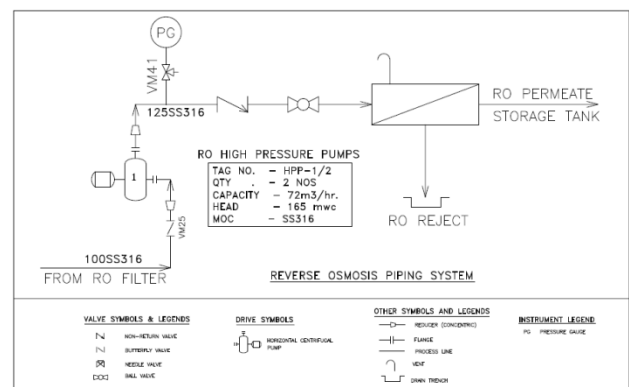 PG
VM41
125SS316
RO PERMEATE
STORAGE TANK
RO HIGH PRESSURE PUMPS
TAG NO. - HPP-1/2
QTY . - 2 NOS
CAPACITY - 72m3/hr.
HEAD - 165 mwc
MOC - SS316
1
VM25
RO REJECT
100SS316
FROM RO FILTER
REVERSE OSMOSIS PIPING SYSTEM
VALVE SYMBOLS & LEGENDS
NON-RETURN VALVE
BUTTERFLY VALVE
NEEDLE VALVE
BALL VALVE
DRIVE SYMBOLS
HORIZONTAL CENTRIFUGAL
PUMP
OTHER SYMBOLS AND LEGENDS
REDUCER (CONCENTRIC)
FLANGE
PROCESS LINE
VENT
DRAIN TRENCH
INSTRUMENT LEGEND
PG PRESSURE GAUGE